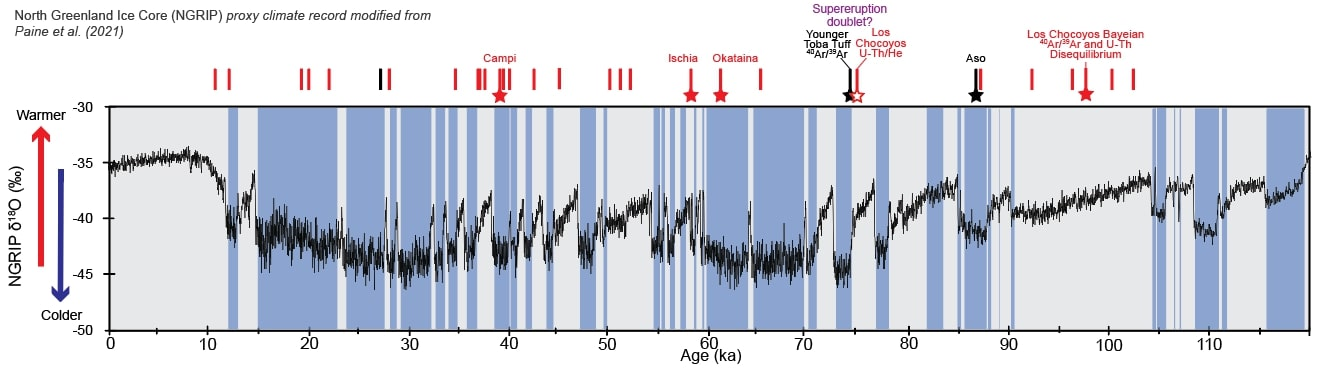 North Greenland Ice Core (NGRIP) proxy climate record modified from
Paine et al. (2021)
Supereruption
doublet?
Younger
Toba Tuff
⁴⁰Ar/³⁹Ar
Los
Chocoyos
U-Th/He
Los Chocoyos Bayeian
⁴⁰Ar/³⁹Ar and U-Th
Disequilibrium
Campi
Ischia
Okataina
Aso
Warmer
Colder
NGRIP δ¹⁸O (‰)
-30
-35
-40
-45
-50
0 10 20 30 40 50 60 70 80 90 100 110
Age (ka)